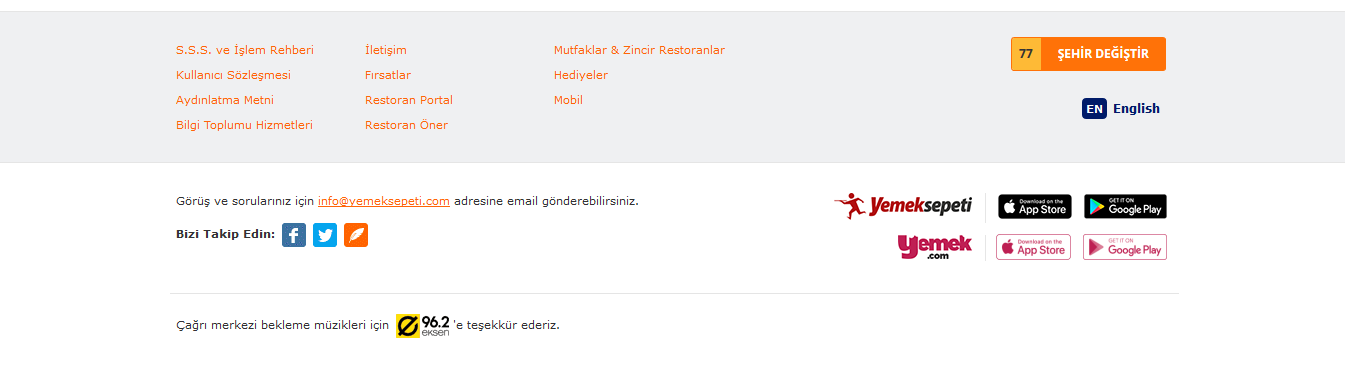 S.S.S. ve İşlem Rehberi
Kullanıcı Sözleşmesi
Aydınlatma Metni
Bilgi Toplumu Hizmetleri
İletişim
Fırsatlar
Restoran Portal
Restoran Öner
Mutfaklar & Zincir Restoranlar
Hediyeler
Mobil
77 ŞEHİR DEĞİŞTİR
EN English
Görüş ve sorularınız için info@yemeksepeti.com adresine email gönderebilirsiniz.
Bizi Takip Edin:
Yemeksepeti
Download on the
App Store
GET IT ON
Google Play
Yemek
.com
Download on the
App Store
GET IT ON
Google Play
Çağrı merkezi bekleme müzikleri için 96.2 eksen 'e teşekkür ederiz.